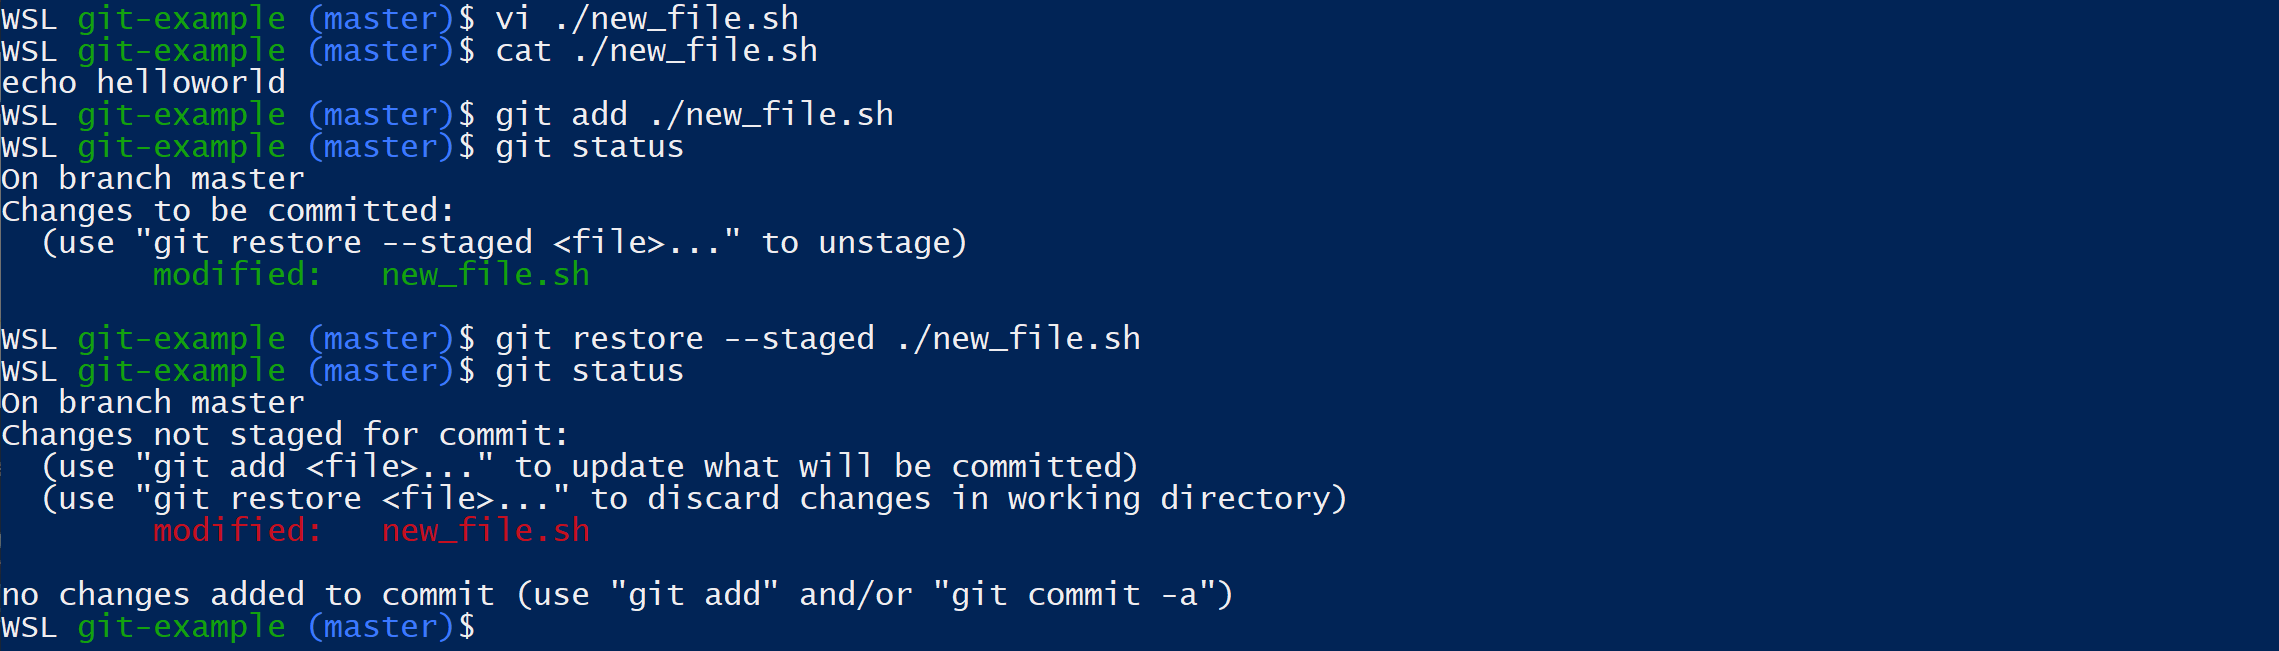 WSL git-example (master)$ vi ./new_file.sh
WSL git-example (master)$ cat ./new_file.sh
echo helloworld
WSL git-example (master)$ git add ./new_file.sh
WSL git-example (master)$ git status
On branch master
Changes to be committed:
  (use "git restore --staged <file>..." to unstage)
        modified:   new_file.sh

WSL git-example (master)$ git restore --staged ./new_file.sh
WSL git-example (master)$ git status
On branch master
Changes not staged for commit:
  (use "git add <file>..." to update what will be committed)
  (use "git restore <file>..." to discard changes in working directory)
        modified:   new_file.sh

no changes added to commit (use "git add" and/or "git commit -a")
WSL git-example (master)$